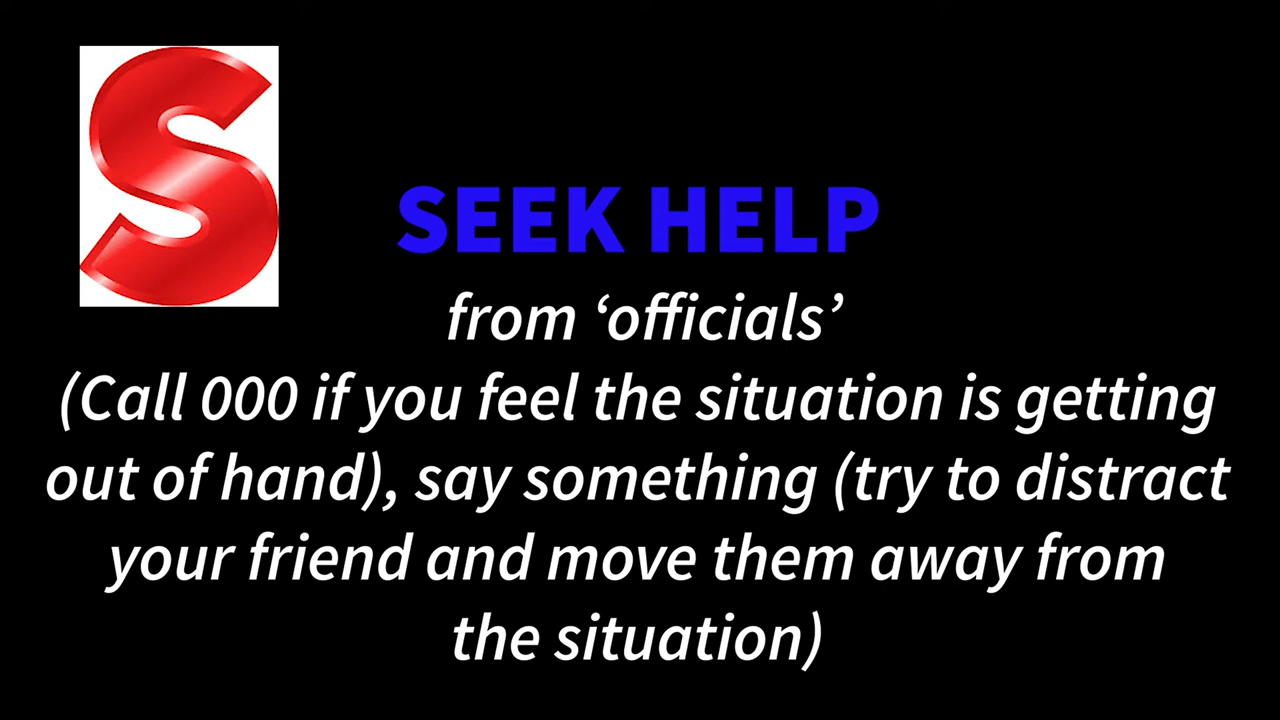 S
SEEK HELP
from ‘officials’
(Call 000 if you feel the situation is getting
out of hand), say something (try to distract
your friend and move them away from
the situation)